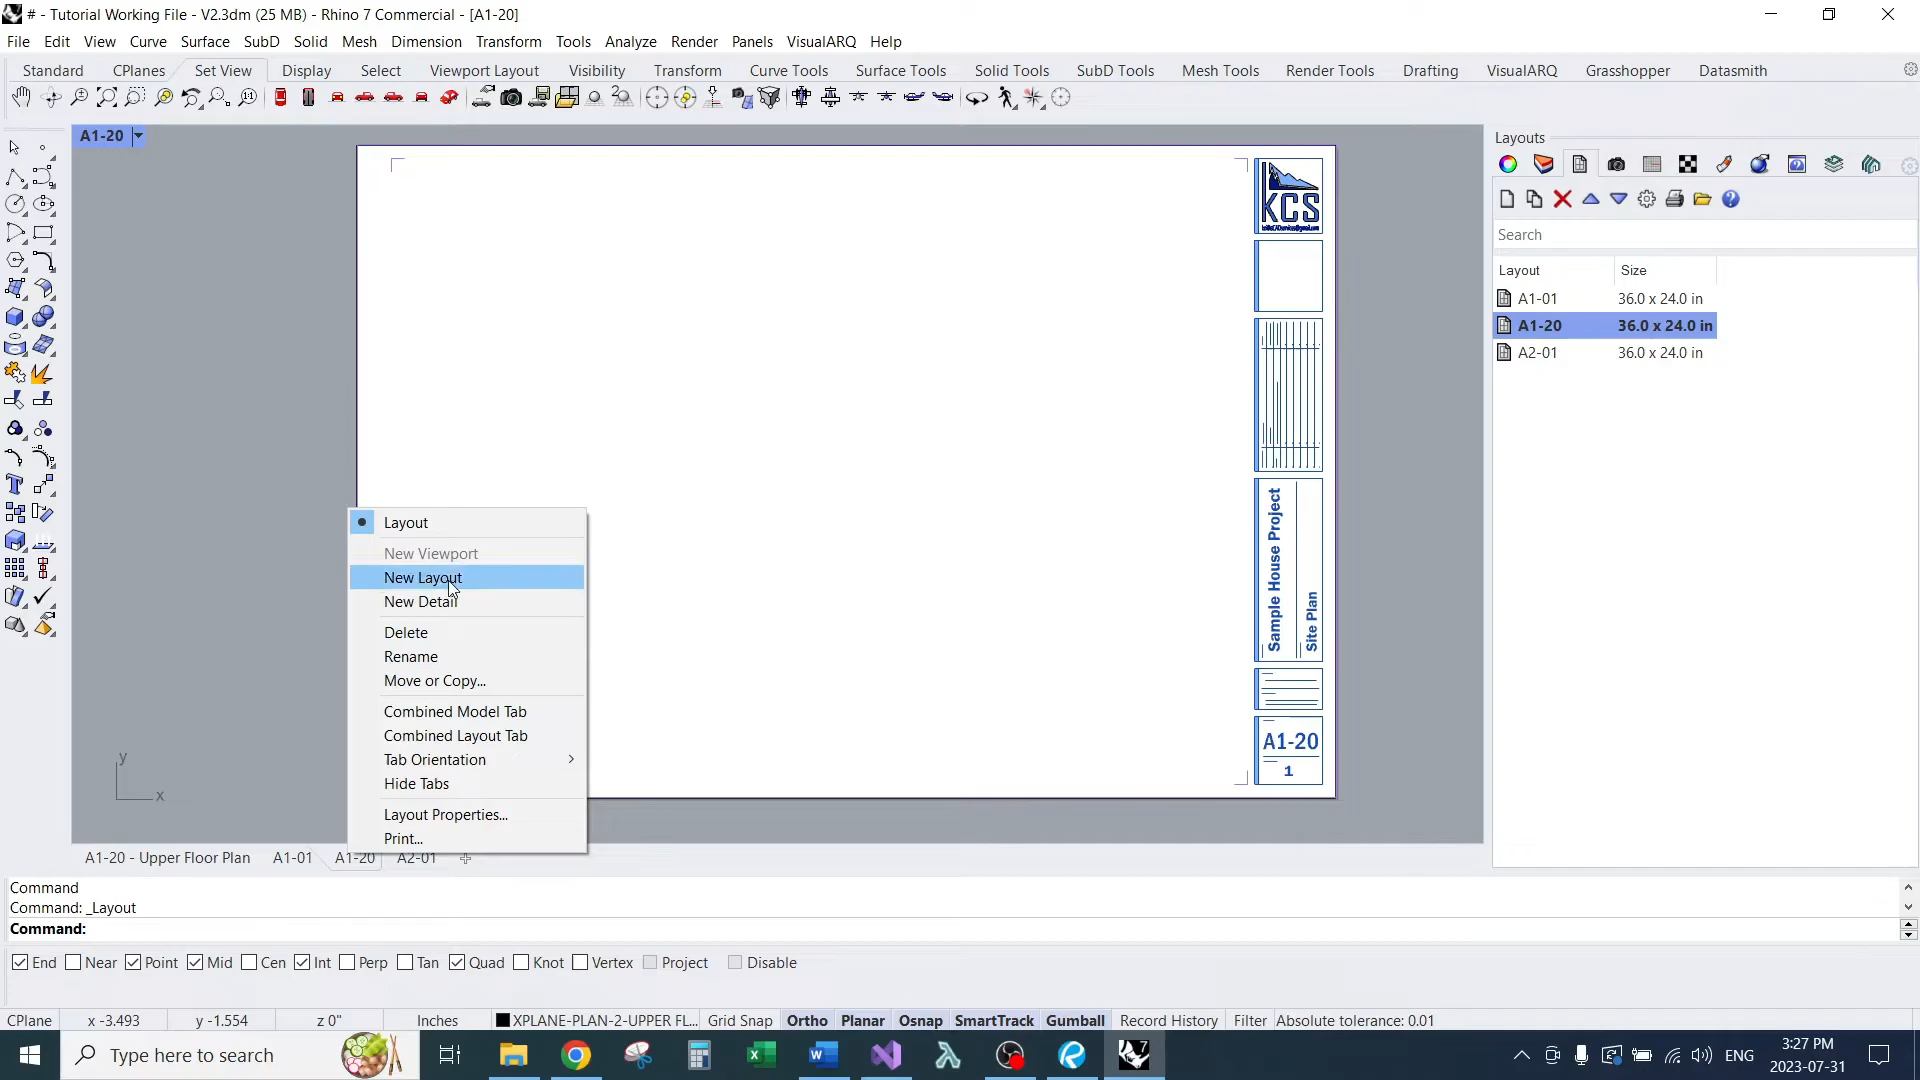 # - Tutorial Working File - V2.3dm (25 MB) - Rhino 7 Commercial - [A1-20]
File Edit View Curve Surface SubD Solid Mesh Dimension Transform Tools Analyze Render Panels VisualARQ Help
Standard CPlanes Set View Display Select Viewport Layout Visibility Transform Curve Tools Surface Tools Solid Tools SubD Tools Mesh Tools Render Tools Drafting VisualARQ Grasshopper Datasmith
A1-20
Layouts
Search
Layout Size
A1-01 36.0 x 24.0 in
A1-20 36.0 x 24.0 in
A2-01 36.0 x 24.0 in
KCS
Sample House Project
Site Plan
A1-20
1
Layout
New Viewport
New Layout
New Detail
Delete
Rename
Move or Copy...
Combined Model Tab
Combined Layout Tab
Tab Orientation
Hide Tabs
Layout Properties...
Print...
y
x
A1-20 - Upper Floor Plan A1-01 A1-20 A2-01
Command
Command: _Layout
Command:
End Near Point Mid Cen Int Perp Tan Quad Knot Vertex Project Disable
CPlane x -3.493 y -1.554 z 0" Inches XPLANE-PLAN-2-UPPER FL... Grid Snap Ortho Planar Osnap SmartTrack Gumball Record History Filter Absolute tolerance: 0.01
Type here to search
ENG
3:27 PM
2023-07-31